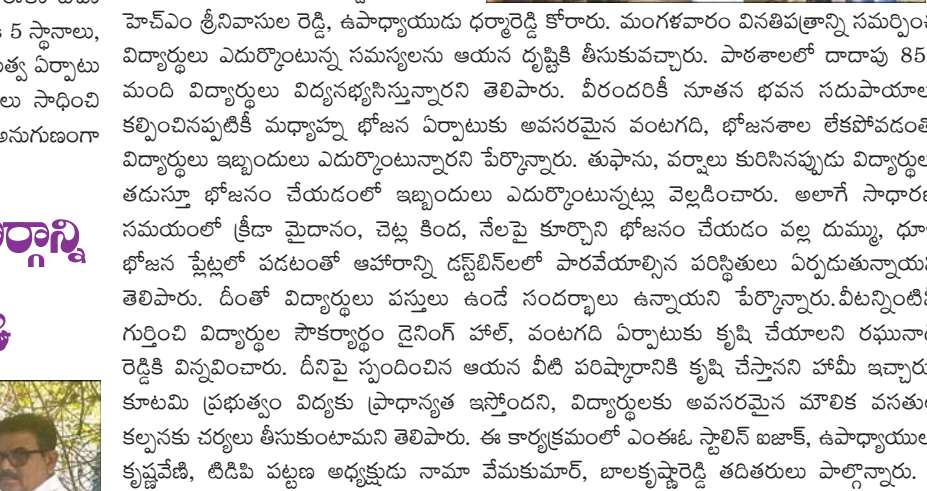 5 స్థానాలు,
త్వ ఏర్పాటు
లు సాధించి
అనుగుణంగా
ర్గాన్ని
హెచ్ఎం శ్రీనివాసుల రెడ్డి, ఉపాధ్యాయుడు ధర్మారెడ్డి కోరారు. మంగళవారం వినతిపత్రాన్ని సమర్పించి
విద్యార్థులు ఎదుర్కొంటున్న సమస్యలను ఆయన దృష్టికి తీసుకువచ్చారు. పాఠశాలలో దాదాపు 85
మంది విద్యార్థులు విద్యనభ్యసిస్తున్నారని తెలిపారు. వీరందరికీ నూతన భవన సదుపాయాల
కల్పించినప్పటికీ మధ్యాహ్న భోజన ఏర్పాటుకు అవసరమైన వంటగది, భోజనశాల లేకపోవడంతో
విద్యార్థులు ఇబ్బందులు ఎదుర్కొంటున్నారని పేర్కొన్నారు. తుఫాను, వర్షాలు కురిసినప్పుడు విద్యార్థుల
తడుస్తూ భోజనం చేయడంలో ఇబ్బందులు ఎదుర్కొంటున్నట్లు వెల్లడించారు. అలాగే సాధారణ
సమయంలో క్రీడా మైదానం, చెట్ల కింద, నేలపై కూర్చొని భోజనం చేయడం వల్ల దుమ్ము, ధూ
భోజన ప్లేట్లలో పడటంతో ఆహారాన్ని డస్ట్‌బిన్‌లలో పారవేయాల్సిన పరిస్థితులు ఏర్పడుతున్నాయని
తెలిపారు. దీంతో విద్యార్థులు పస్తులు ఉండే సందర్భాలు ఉన్నాయని పేర్కొన్నారు.వీటన్నింటిని
గుర్తించి విద్యార్థుల సౌకర్యార్థం డైనింగ్ హాల్, వంటగది ఏర్పాటుకు కృషి చేయాలని రఘునాథ
రెడ్డికి విన్నవించారు. దీనిపై స్పందించిన ఆయన వీటి పరిష్కారానికి కృషి చేస్తానని హామీ ఇచ్చారు
కూటమి ప్రభుత్వం విద్యకు ప్రాధాన్యత ఇస్తోందని, విద్యార్థులకు అవసరమైన మౌలిక వసతుల
కల్పనకు చర్యలు తీసుకుంటామని తెలిపారు. ఈ కార్యక్రమంలో ఎంఈఓ స్టాలిన్ ఐజాక్, ఉపాధ్యాయుల
కృష్ణవేణి, టిడిపి పట్టణ అధ్యక్షుడు నామా వేమకుమార్, బాలకృష్ణారెడ్డి తదితరులు పాల్గొన్నారు.